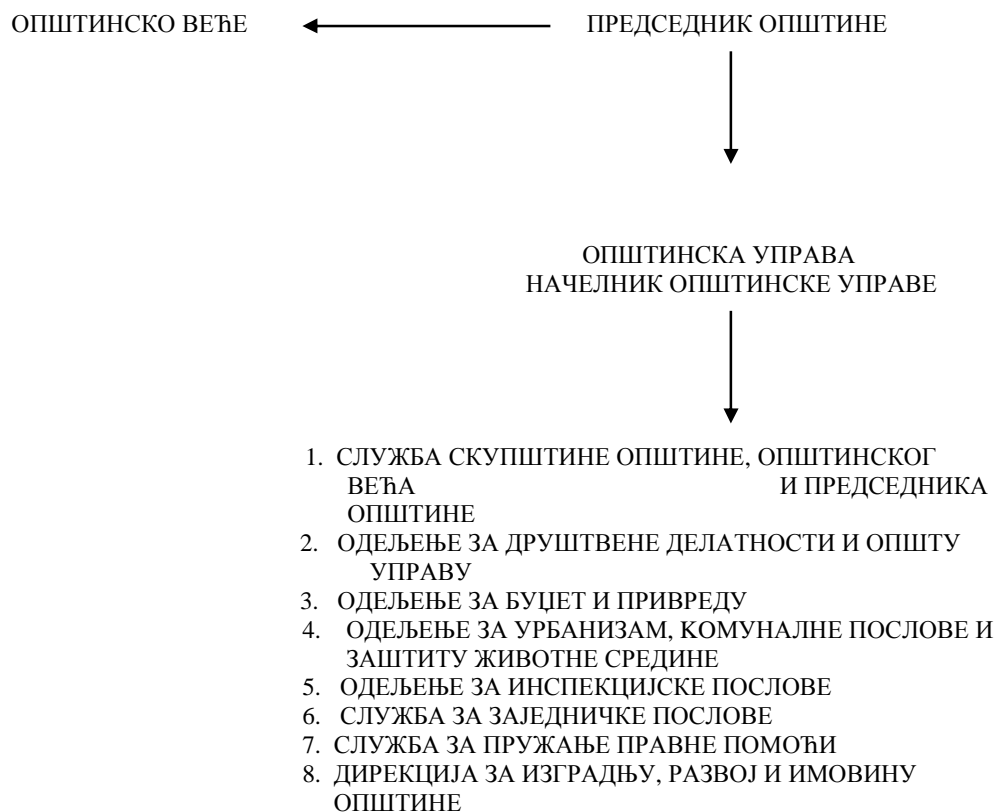 ОПШТИНСКО ВЕЋЕ ПРЕДСЕДНИК ОПШТИНЕ
ОПШТИНСКА УПРАВА
НАЧЕЛНИК ОПШТИНСКЕ УПРАВЕ
1. СЛУЖБА СКУПШТИНЕ ОПШТИНЕ, ОПШТИНСКОГ
ВЕЋА И ПРЕДСЕДНИКА
ОПШТИНЕ
2. ОДЕЉЕЊЕ ЗА ДРУШТВЕНЕ ДЕЛАТНОСТИ И ОПШТУ
УПРАВУ
3. ОДЕЉЕЊЕ ЗА БУЏЕТ И ПРИВРЕДУ
4. ОДЕЉЕЊЕ ЗА УРБАНИЗАМ, КОМУНАЛНЕ ПОСЛОВЕ И
ЗАШТИТУ ЖИВОТНЕ СРЕДИНЕ
5. ОДЕЉЕЊЕ ЗА ИНСПЕКЦИЈСКЕ ПОСЛОВЕ
6. СЛУЖБА ЗА ЗАЈЕДНИЧКЕ ПОСЛОВЕ
7. СЛУЖБА ЗА ПРУЖАЊЕ ПРАВНЕ ПОМОЋИ
8. ДИРЕКЦИЈА ЗА ИЗГРАДЊУ, РАЗВОЈ И ИМОВИНУ
ОПШТИНЕ